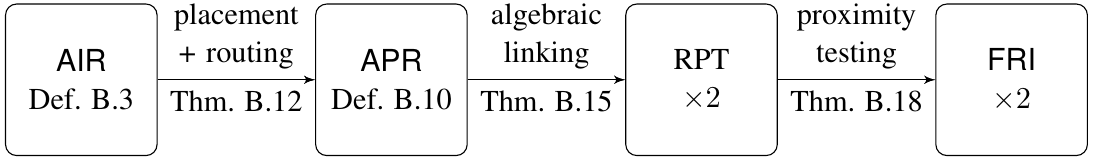 AIR
Def. B.3
placement
+ routing
Thm. B.12
APR
Def. B.10
algebraic
linking
Thm. B.15
RPT
×2
proximity
testing
Thm. B.18
FRI
×2